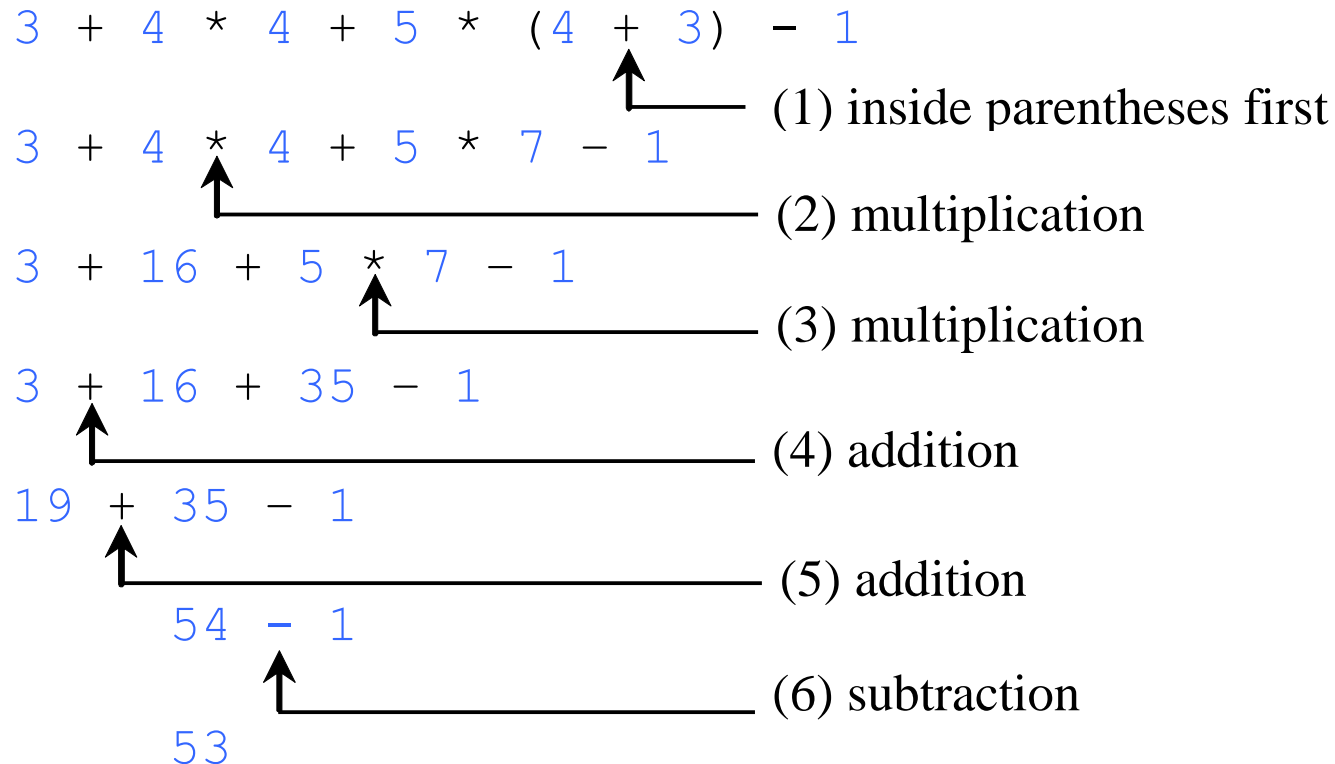 3 + 4 * 4 + 5 * (4 + 3) - 1
(1) inside parentheses first
3 + 4 * 4 + 5 * 7 - 1
(2) multiplication
3 + 16 + 5 * 7 - 1
(3) multiplication
3 + 16 + 35 - 1
(4) addition
19 + 35 - 1
(5) addition
54 - 1
(6) subtraction
53